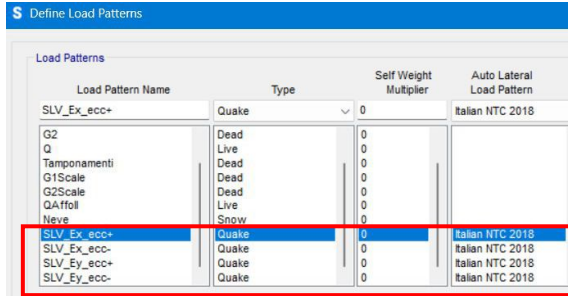 S Define Load Patterns
Load Patterns
Load Pattern Name Type Self Weight Multiplier Auto Lateral Load Pattern
SLV_Ex_ecc+ Quake 0 Italian NTC 2018
G2 Dead 0
Q Live 0
Tamponamenti Dead 0
G1Scale Dead 0
G2Scale Dead 0
QAffoll Live 0
Neve Snow 0
SLV_Ex_ecc+ Quake 0 Italian NTC 2018
SLV_Ex_ecc- Quake 0 Italian NTC 2018
SLV_Ey_ecc+ Quake 0 Italian NTC 2018
SLV_Ey_ecc- Quake 0 Italian NTC 2018